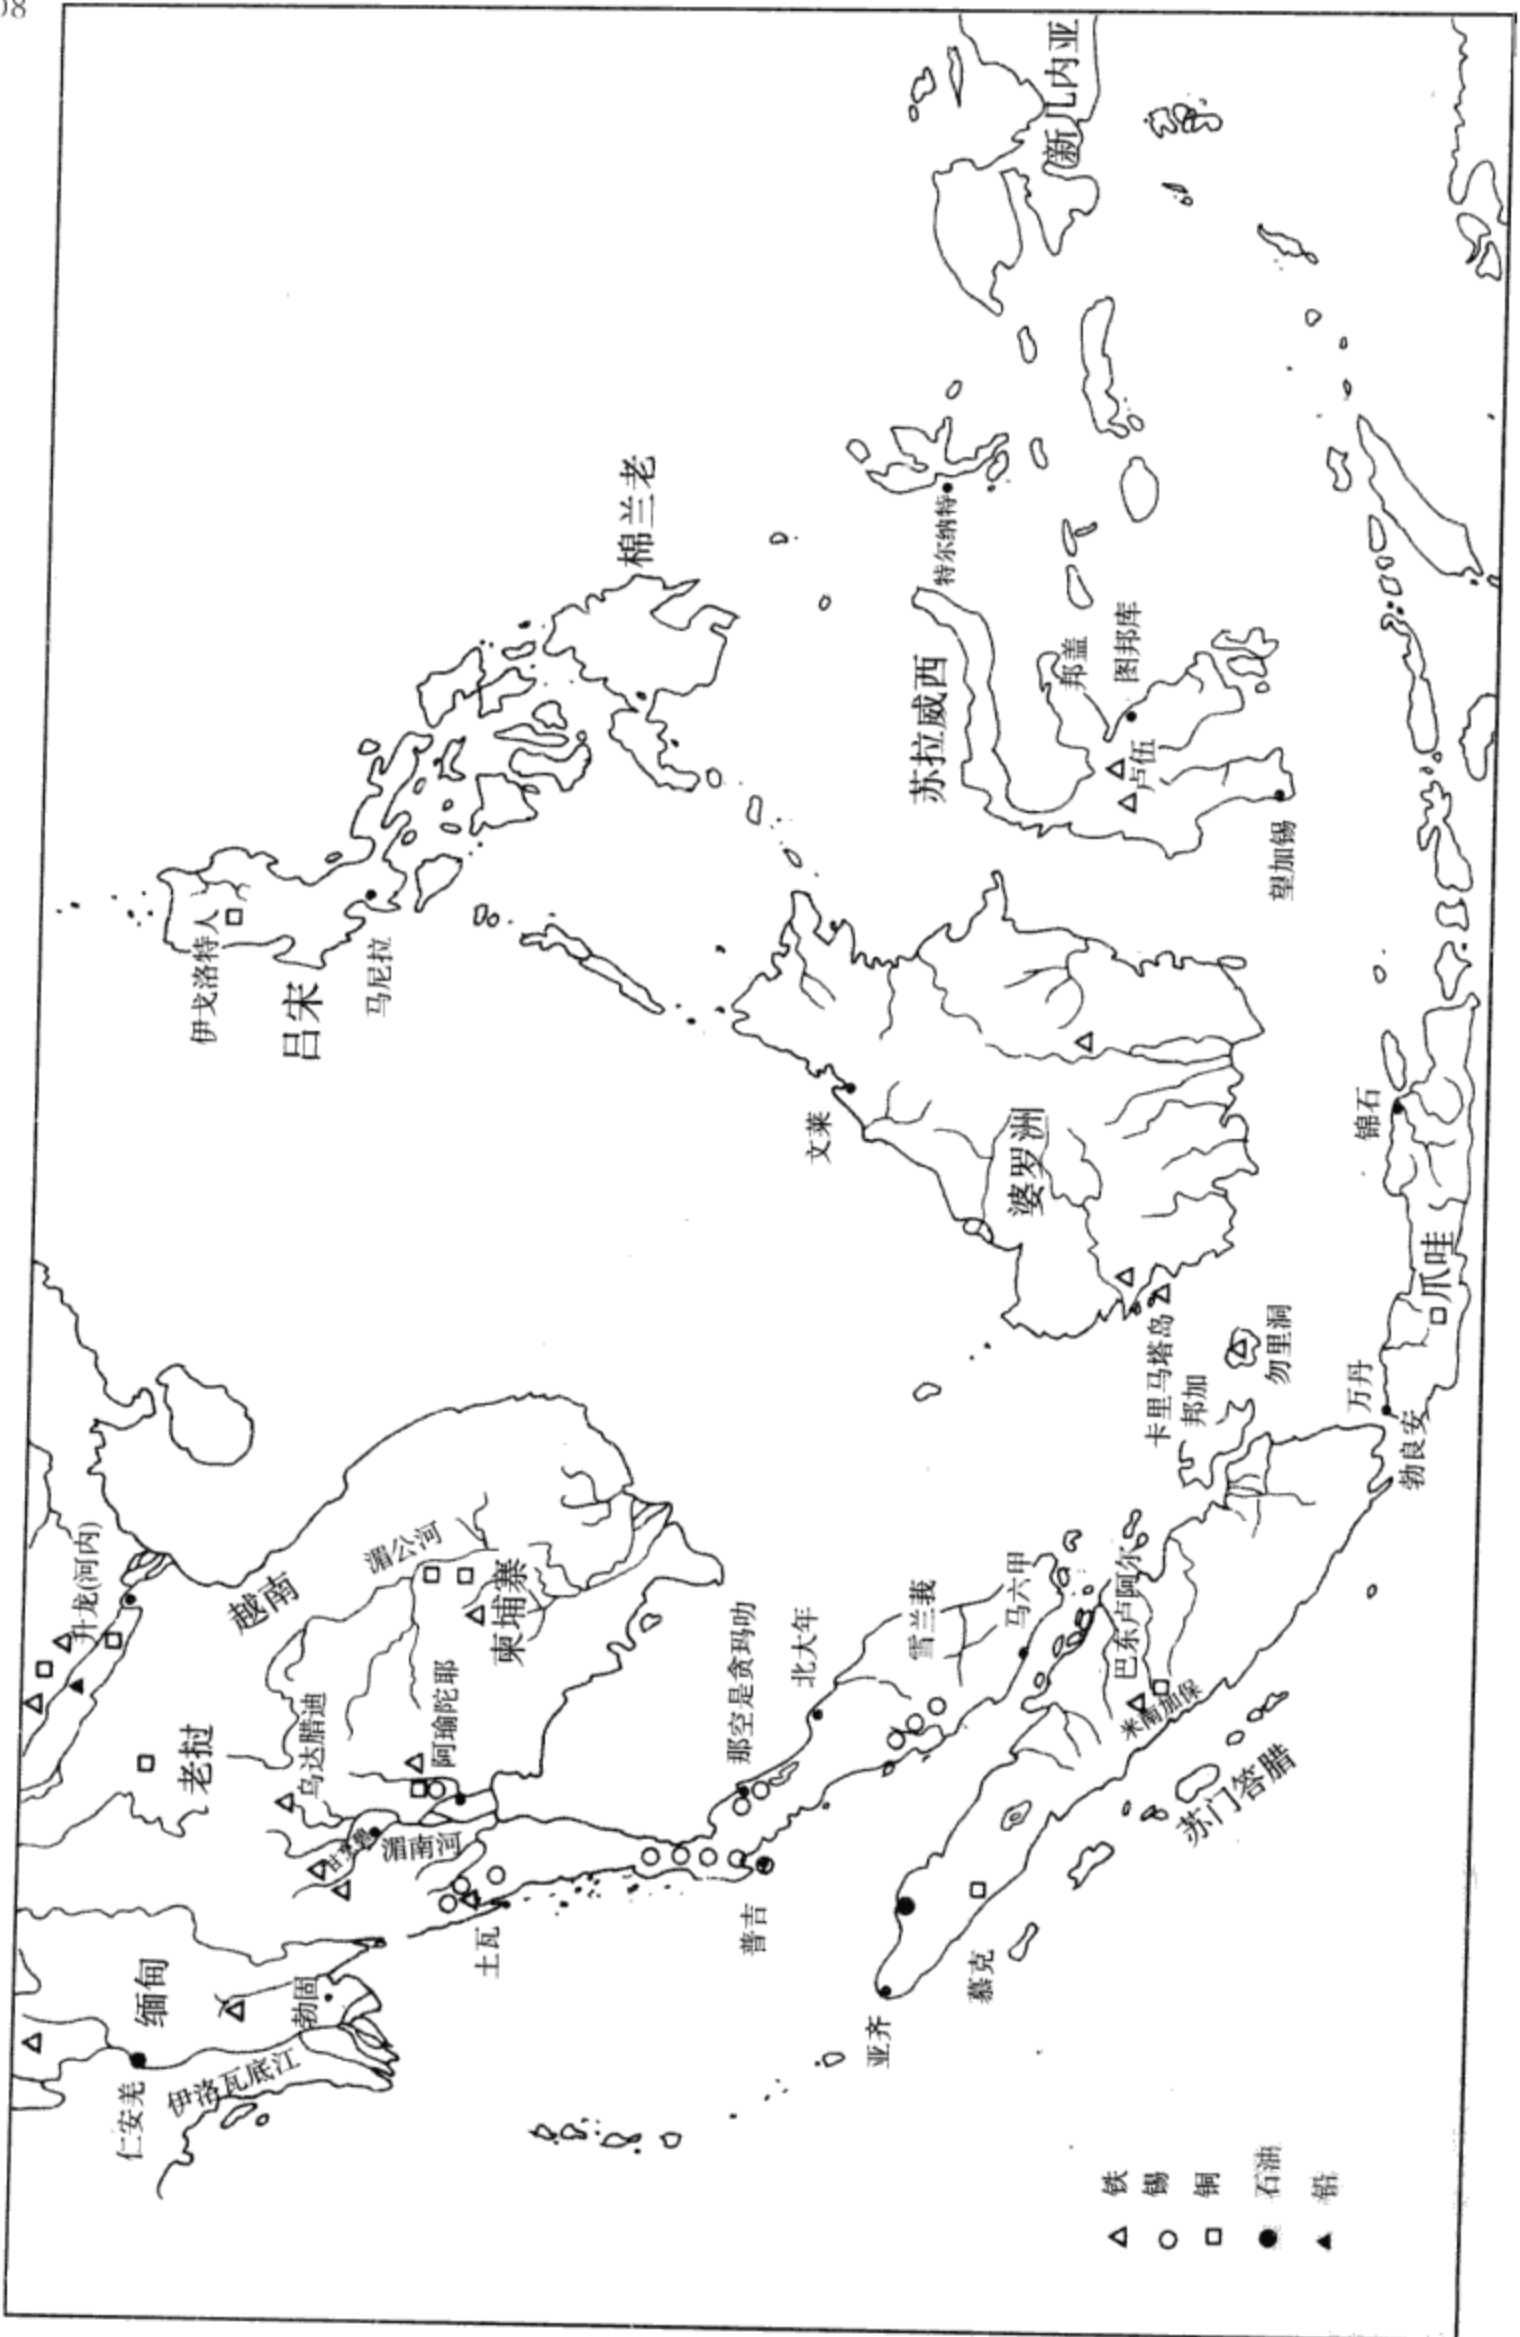 升龙(河内)
越南
湄公河
老挝
乌达腊迪
阿瑜陀耶
柬埔寨
湄南河
缅甸
勃固
仁安羌
伊洛瓦底江
土瓦
普吉
那空是贪玛叻
北大年
雪兰莪
马六甲
亚齐
慕克
巴东卢阿尔
米南加保
苏门答腊
卡里马塔岛
邦加
勿里洞
万丹
勃良安
爪哇
锦石
婆罗洲
文莱
伊戈洛特人
吕宋
马尼拉
棉兰老
苏拉威西
邦盖
图邦库
卢伍
望加锡
特尔纳特
新几内亚
铁
锡
铜
石油
铅